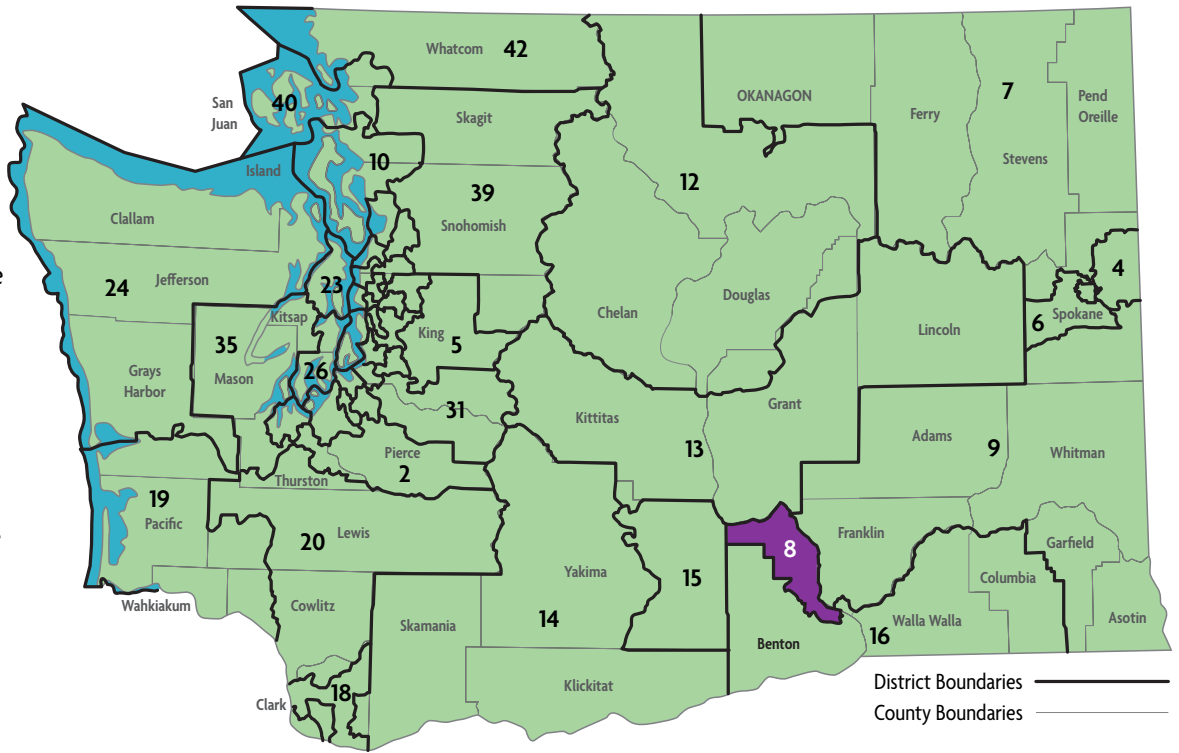 Whatcom 42
OKANAGON
7
San
Juan
40
Skagit
Ferry
Pend
Oreille
Island
10
39
12
Stevens
Clallam
Snohomish
24
Jefferson
23
4
Kitsap
Douglas
35
King
5
Chelan
Lincoln
6
Spokane
Mason
26
Grays
Harbor
31
Kittitas
13
Grant
Adams
9
Whitman
Pierce
2
Thurston
19
Pacific
20
Lewis
Franklin
8
Garfield
Yakima
15
Columbia
Wahkiakum
Cowlitz
Skamania
14
Benton
16
Walla Walla
Asotin
Klickitat
18
Clark
District Boundaries
County Boundaries